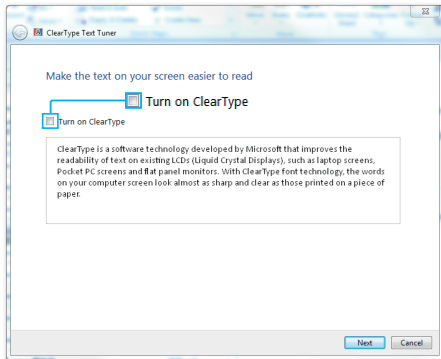 ClearType Text Tuner
Make the text on your screen easier to read
Turn on ClearType
Turn on ClearType
ClearType is a software technology developed by Microsoft that improves the
readability of text on existing LCDs (Liquid Crystal Displays), such as laptop screens,
Pocket PC screens and flat panel monitors. With ClearType font technology, the words
on your computer screen look almost as sharp and clear as those printed on a piece of
paper.
Next
Cancel